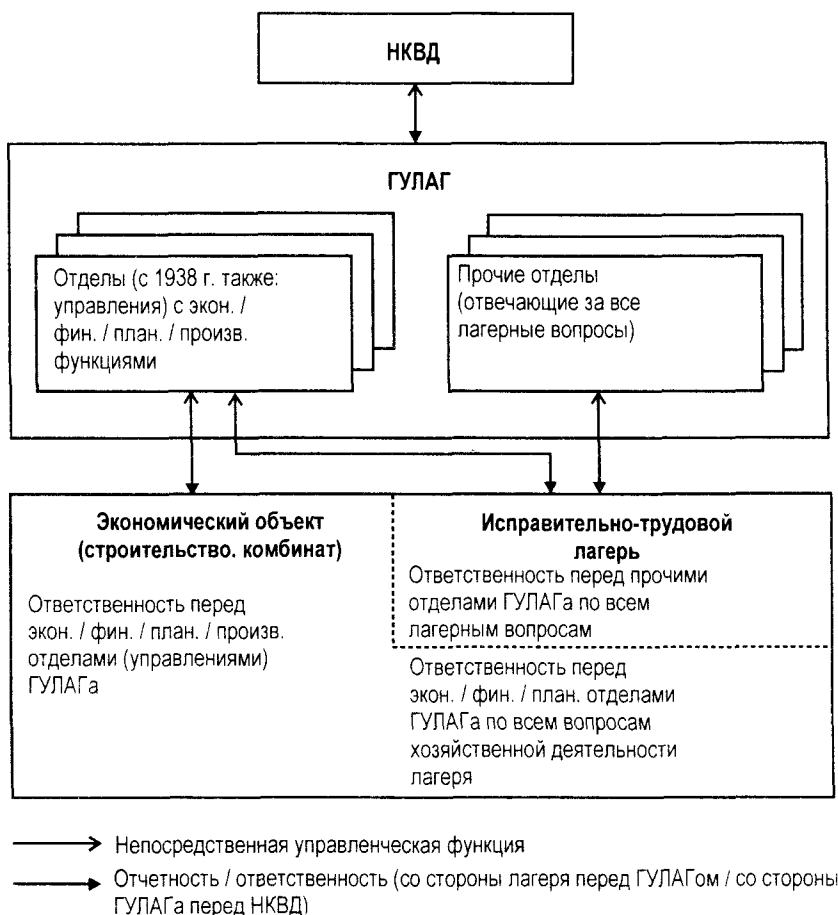 НКВД
ГУЛАГ
Отделы (с 1938 г. также:
управления) с экон. /
фин. / план. / произв.
функциями
Прочие отделы
(отвечающие за все
лагерные вопросы)
Экономический объект
(строительство. комбинат)
Ответственность перед
экон. / фин. / план. / произв.
отделами (управлениями)
ГУЛАГа
Исправительно-трудовой
лагерь
Ответственность перед прочими
отделами ГУЛАГа по всем
лагерным вопросам
Ответственность перед
экон. / фин. / план. отделами
ГУЛАГа по всем вопросам
хозяйственной деятельности
лагеря
Непосредственная управленческая функция
Отчетность / ответственность (со стороны лагеря перед ГУЛАГом / со стороны
ГУЛАГа перед НКВД)